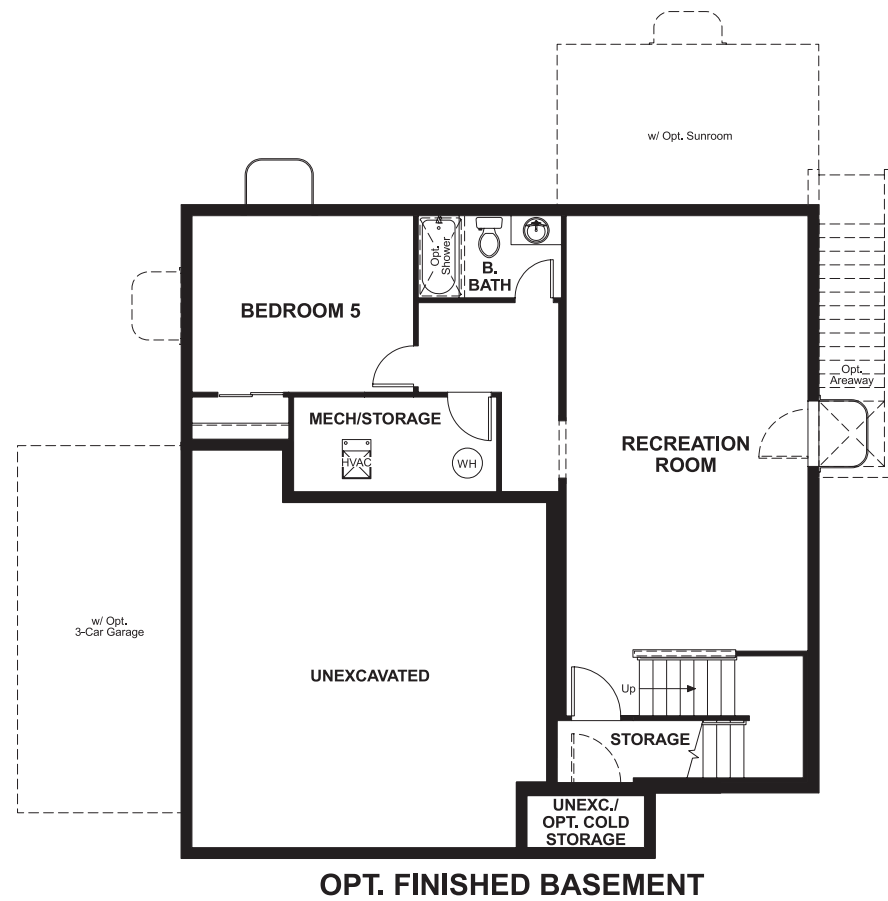 w/ Opt. Sunroom
Opt.
Shower
B.
BATH
BEDROOM 5
Opt.
Areaway
MECH/STORAGE
HVAC
WH
RECREATION
ROOM
w/ Opt.
3-Car Garage
UNEXCAVATED
Up
STORAGE
UNEXC./
OPT. COLD
STORAGE
OPT. FINISHED BASEMENT